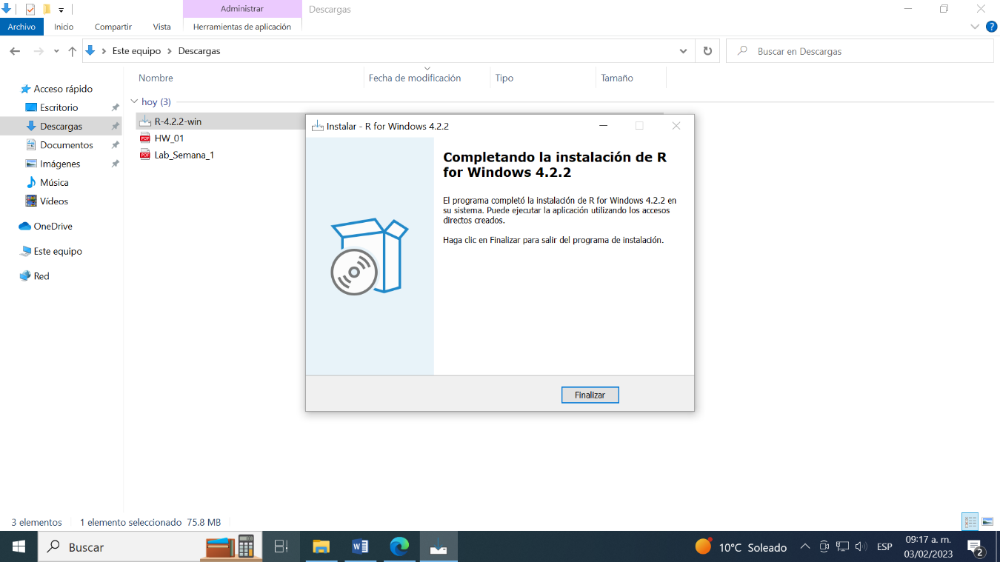 Administrar
Descargas
Archivo
Inicio
Compartir
Vista
Herramientas de aplicación
Este equipo
Descargas
Buscar en Descargas
Nombre
Fecha de modificación
Tipo
Tamaño
Acceso rápido
Escritorio
Descargas
Documentos
Imágenes
Música
Vídeos
OneDrive
Este equipo
Red
hoy (3)
R-4.2.2-win
PDF HW_01
PDF Lab_Semana_1
Instalar - R for Windows 4.2.2
Completando la instalación de R
for Windows 4.2.2
El programa completó la instalación de R for Windows 4.2.2 en
su sistema. Puede ejecutar la aplicación utilizando los accesos
directos creados.
Haga clic en Finalizar para salir del programa de instalación.
Finalizar
3 elementos
1 elemento seleccionado 75.8 MB
Buscar
10°C Soleado
ESP
09:17 a. m.
03/02/2023
2